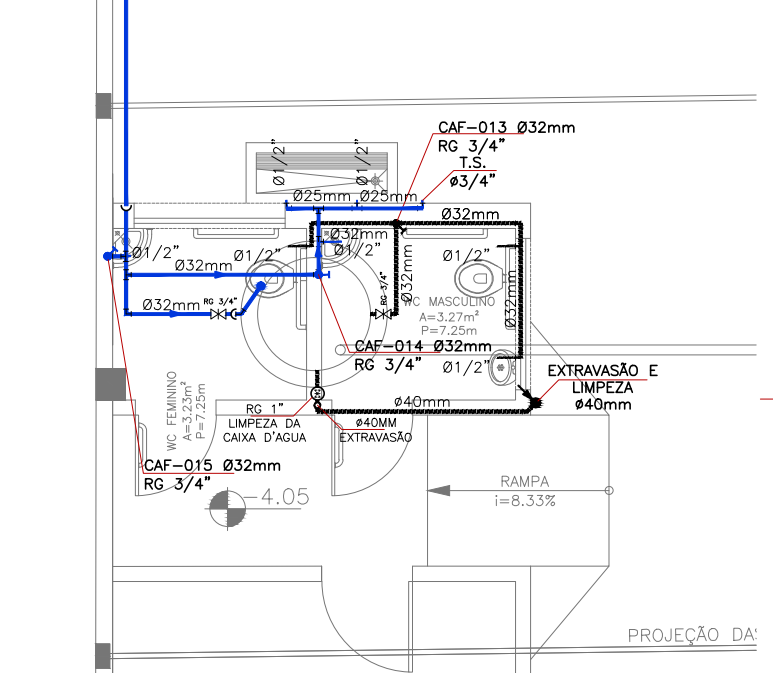 CAF-013 Ø32mm
RG 3/4"
T.S.
ø3/4"
Ø1/2"
Ø1/2"
Ø25mm
Ø25mm
Ø32mm
Ø1/2"
Ø32mm
Ø1/2"
Ø32mm
Ø1/2"
Ø1/2"
Ø32mm
Ø32mm
RG 3/4"
RG 3/4"
Ø32mm
WC MASCULINO
A=3.27m²
P=7.25m
Ø32mm
CAF-014 Ø32mm
RG 3/4"
Ø1/2"
EXTRAVASÃO E
LIMPEZA
ø40mm
WC FEMININO
A=3.23m²
P=7.25m
RG 1"
LIMPEZA DA
CAIXA D'AGUA
ø40mm
ø40MM
EXTRAVASÃO
CAF-015 Ø32mm
RG 3/4"
-4.05
RAMPA
i=8.33%
PROJEÇÃO DAS